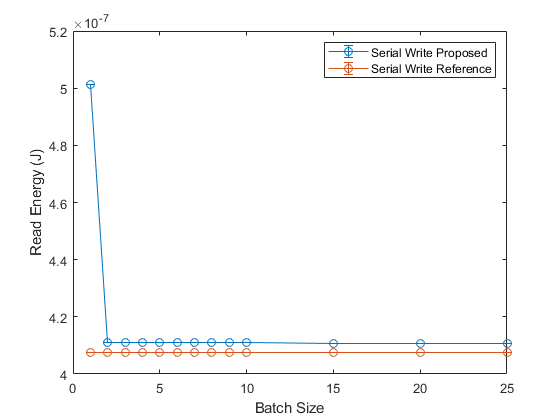 ×10-7
5.2
5
4.8
4.6
4.4
4.2
4
0 5 10 15 20 25
Read Energy (J)
Batch Size
Serial Write Proposed
Serial Write Reference